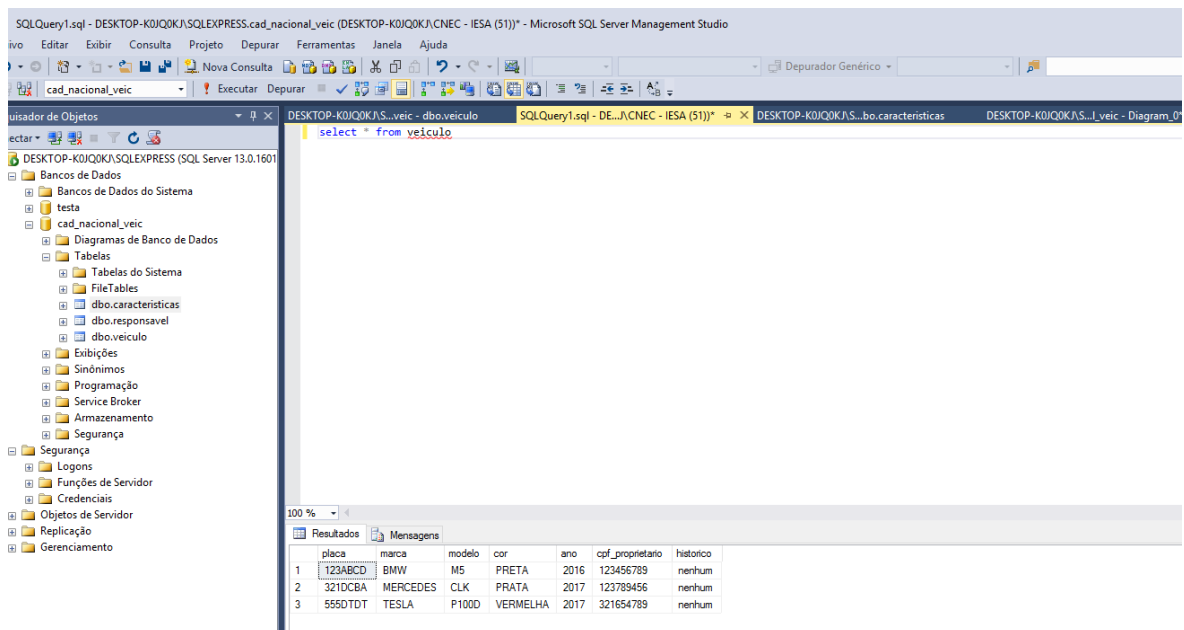 SQLQuery1.sql - DESKTOP-K0JQ0KJ\SQLEXPRESS.cad_nacional_veic (DESKTOP-K0JQ0KJ\CNEC - IESA (51))* - Microsoft SQL Server Management Studio
ivo Editar Exibir Consulta Projeto Depurar Ferramentas Janela Ajuda
Nova Consulta Depurador Genérico
cad_nacional_veic Executar Depurar
uisador de Objetos
ectar
DESKTOP-K0JQ0KJ\SQLEXPRESS (SQL Server 13.0.1601
Bancos de Dados
Bancos de Dados do Sistema
testa
cad_nacional_veic
Diagramas de Banco de Dados
Tabelas
Tabelas do Sistema
FileTables
dbo.caracteristicas
dbo.responsavel
dbo.veiculo
Exibições
Sinônimos
Programação
Service Broker
Armazenamento
Segurança
Segurança
Logons
Funções de Servidor
Credenciais
Objetos de Servidor
Replicação
Gerenciamento
DESKTOP-K0JQ0KJ\S...veic - dbo.veiculo SQLQuery1.sql - DE...J\CNEC - IESA (51))* DESKTOP-K0JQ0KJ\S...bo.caracteristicas DESKTOP-K0JQ0KJ\S...l_veic - Diagram_0*
select * from veiculo
100 %
Resultados Mensagens
placa marca modelo cor ano cpf_proprietario historico
1 123ABCD BMW M5 PRETA 2016 123456789 nenhum
2 321DCBA MERCEDES CLK PRATA 2017 123789456 nenhum
3 555DTDT TESLA P100D VERMELHA 2017 321654789 nenhum